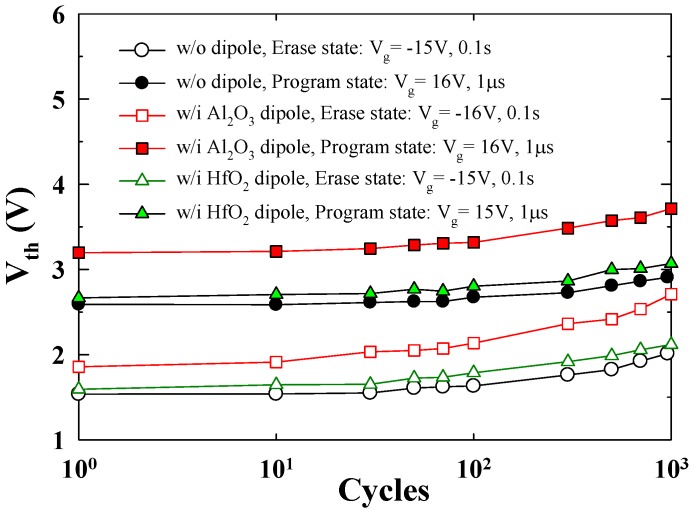 6
5
4
3
2
1
V_th (V)
w/o dipole, Erase state: V_g= -15V, 0.1s
w/o dipole, Program state: V_g= 16V, 1μs
w/i Al₂O₃ dipole, Erase state: V_g= -16V, 0.1s
w/i Al₂O₃ dipole, Program state: V_g= 16V, 1μs
w/i HfO₂ dipole, Erase state: V_g= -15V, 0.1s
w/i HfO₂ dipole, Program state: V_g= 15V, 1μs
10⁰ 10¹ 10² 10³
Cycles